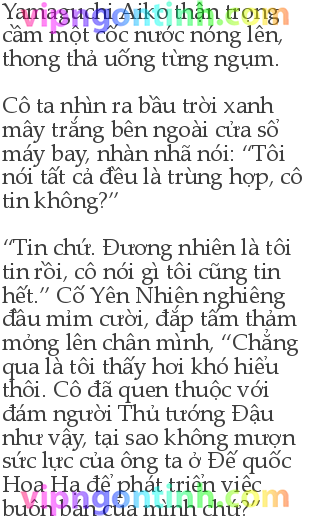 Yamaguchi Aiko thận trọng
cầm một cốc nước nóng lên,
thong thả uống từng ngụm.
Cô ta nhìn ra bầu trời xanh
mây trắng bên ngoài cửa sổ
máy bay, nhàn nhã nói: “Tôi
nói tất cả đều là trùng hợp, cô
tin không?”
“Tin chứ. Đương nhiên là tôi
tin rồi, cô nói gì tôi cũng tin
hết.” Cố Yên Nhiên nghiêng
đầu mỉm cười, đắp tấm thảm
mỏng lên chân mình, “Chẳng
qua là tôi thấy hơi khó hiểu
thôi. Cô đã quen thuộc với
đám người Thủ tướng Đậu
như vậy, tại sao không mượn
sức lực của ông ta ở Đế quốc
Hoa Hạ để phát triển việc
buôn bán của mình chứ?”
vipngontinh.com
vipngontinh.com
vipngontinh.com